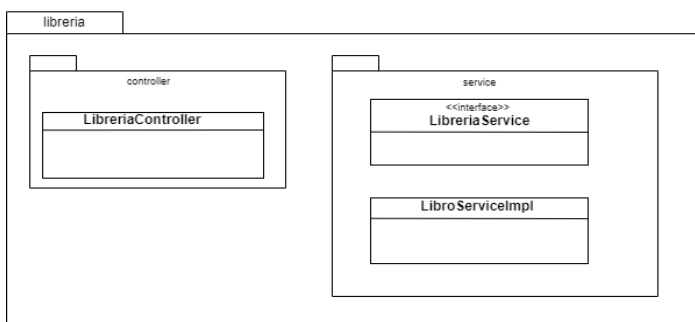 libreria
controller
LibreriaController
service
<<interface>>
LibreriaService
LibroServiceImpl